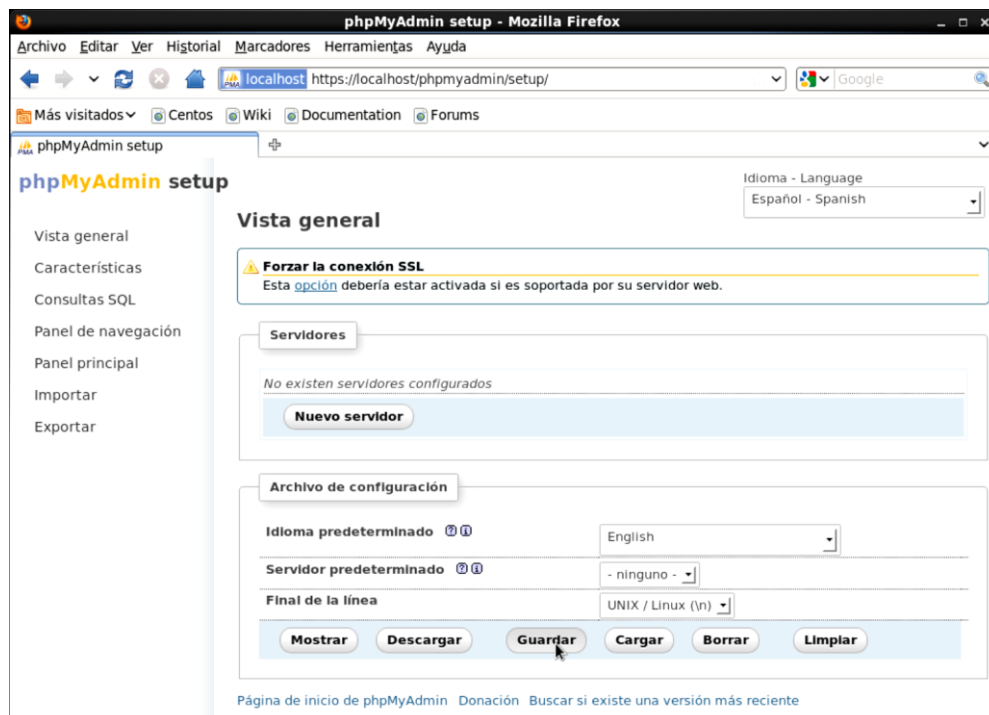 phpMyAdmin setup - Mozilla Firefox
Archivo Editar Ver Historial Marcadores Herramientas Ayuda
localhost https://localhost/phpmyadmin/setup/ Google
Más visitados Centos Wiki Documentation Forums
phpMyAdmin setup
phpMyAdmin setup
Idioma - Language
Español - Spanish
Vista general
Características
Consultas SQL
Panel de navegación
Panel principal
Importar
Exportar
Vista general
Forzar la conexión SSL
Esta opción debería estar activada si es soportada por su servidor web.
Servidores
No existen servidores configurados
Nuevo servidor
Archivo de configuración
Idioma predeterminado English
Servidor predeterminado - ninguno -
Final de la línea UNIX / Linux (\n)
Mostrar Descargar Guardar Cargar Borrar Limpiar
Página de inicio de phpMyAdmin Donación Buscar si existe una versión más reciente